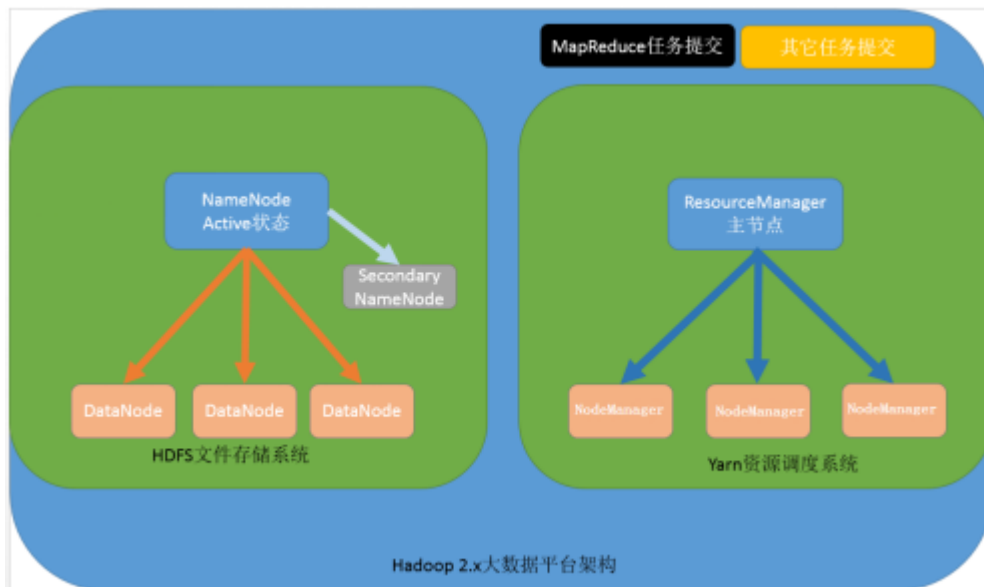 MapReduce任务提交
其它任务提交
NameNode
Active状态
Secondary
NameNode
DataNode
DataNode
DataNode
HDFS文件存储系统
ResourceManager
主节点
NodeManager
NodeManager
NodeManager
Yarn资源调度系统
Hadoop 2.x大数据平台架构